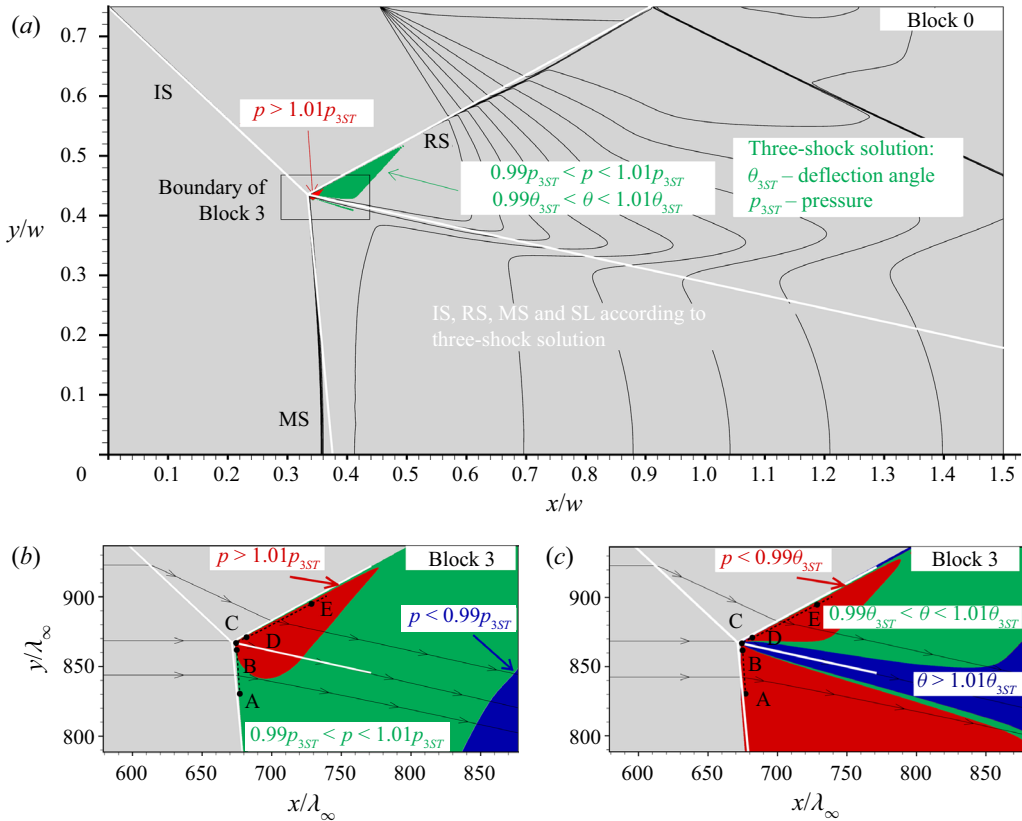 (a)
Block 0
0.7
0.6
0.5
0.4
0.3
0.2
0.1
y/w
IS
p > 1.01p3ST
RS
Boundary of
Block 3
0.99p3ST < p < 1.01p3ST
0.99θ3ST < θ < 1.01θ3ST
Three-shock solution:
θ3ST – deflection angle
p3ST – pressure
IS, RS, MS and SL according to
three-shock solution
MS
0 0.1 0.2 0.3 0.4 0.5 0.6 0.7 0.8 0.9 1.0 1.1 1.2 1.3 1.4 1.5
x/w
(b)
p > 1.01p3ST
Block 3
900
850
800
y/λ∞
C
E
D
B
A
p < 0.99p3ST
0.99p3ST < p < 1.01p3ST
600 650 700 750 800 850
x/λ∞
(c)
p < 0.99θ3ST
Block 3
900
850
800
C
E
D
B
A
0.99θ3ST < θ < 1.01θ3ST
θ > 1.01θ3ST
600 650 700 750 800 850
x/λ∞